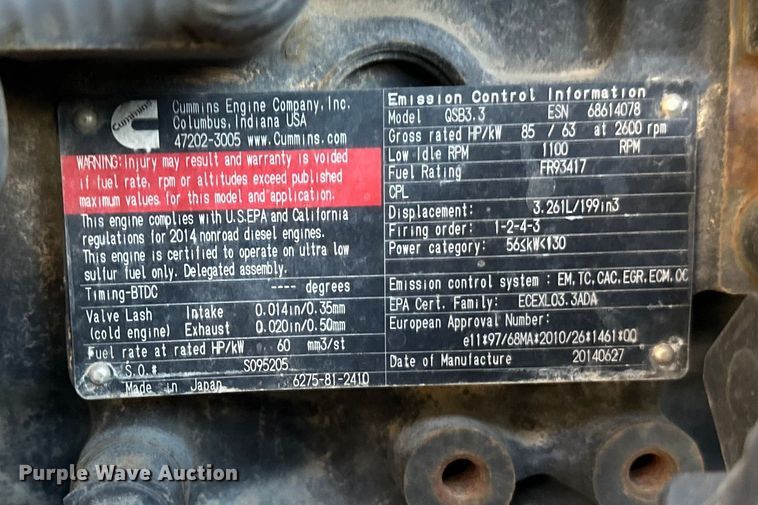 Cummins
Cummins Engine Company, Inc.
Columbus, Indiana USA
47202-3005 www.Cummins.com
WARNING: Injury may result and warranty is voided
if fuel rate, rpm or altitudes exceed published
maximum values for this model and application.
This engine complies with U.S.EPA and California
regulations for 2014 nonroad diesel engines.
This engine is certified to operate on ultra low
sulfur fuel only. Delegated assembly.
Timing-BTDC ---- degrees
Valve Lash Intake 0.014in/0.35mm
(cold engine) Exhaust 0.020in/0.50mm
Fuel rate at rated HP/kW 60 mm3/st
S.O.# SO95205
Made in Japan 6275-81-2410
Emission Control Information
Model QSB3.3 ESN 68614078
Gross rated HP/kW 85 / 63 at 2600 rpm
Low Idle RPM 1100 RPM
Fuel Rating FR93417
CPL
Displacement: 3.261L/199in3
Firing order: 1-2-4-3
Power category: 56≤kW<130
Emission control system : EM, TC, CAC, EGR, ECM, OC
EPA Cert. Family: ECEXL03.3ADA
European Approval Number:
e11*97/68MA*2010/26*1461*00
Date of Manufacture 20140627
Purple Wave Auction